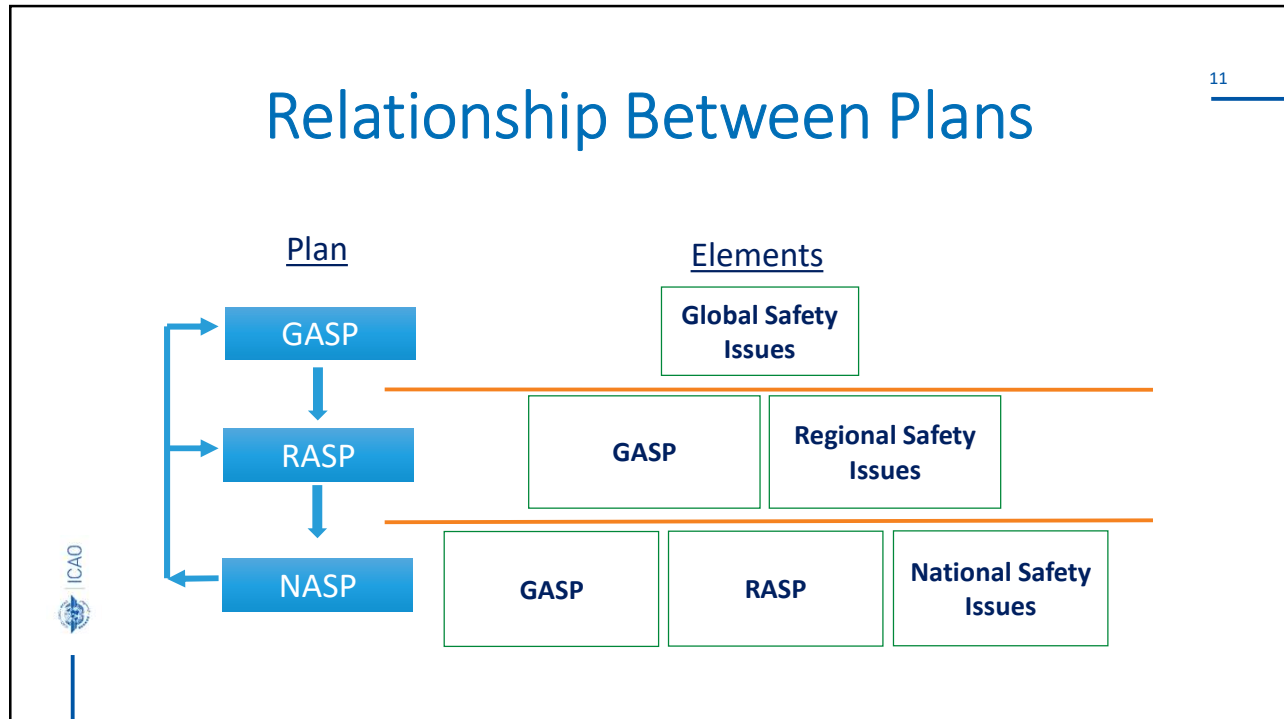 11
Relationship Between Plans
Plan
Elements
GASP
Global Safety
Issues
RASP
GASP
Regional Safety
Issues
NASP
GASP
RASP
National Safety
Issues
ICAO